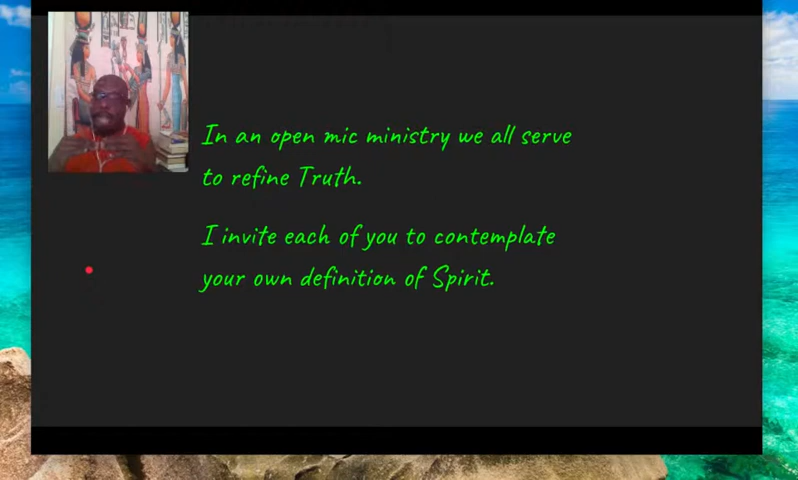 In an open mic ministry we all serve
to refine Truth.
I invite each of you to contemplate
your own definition of Spirit.